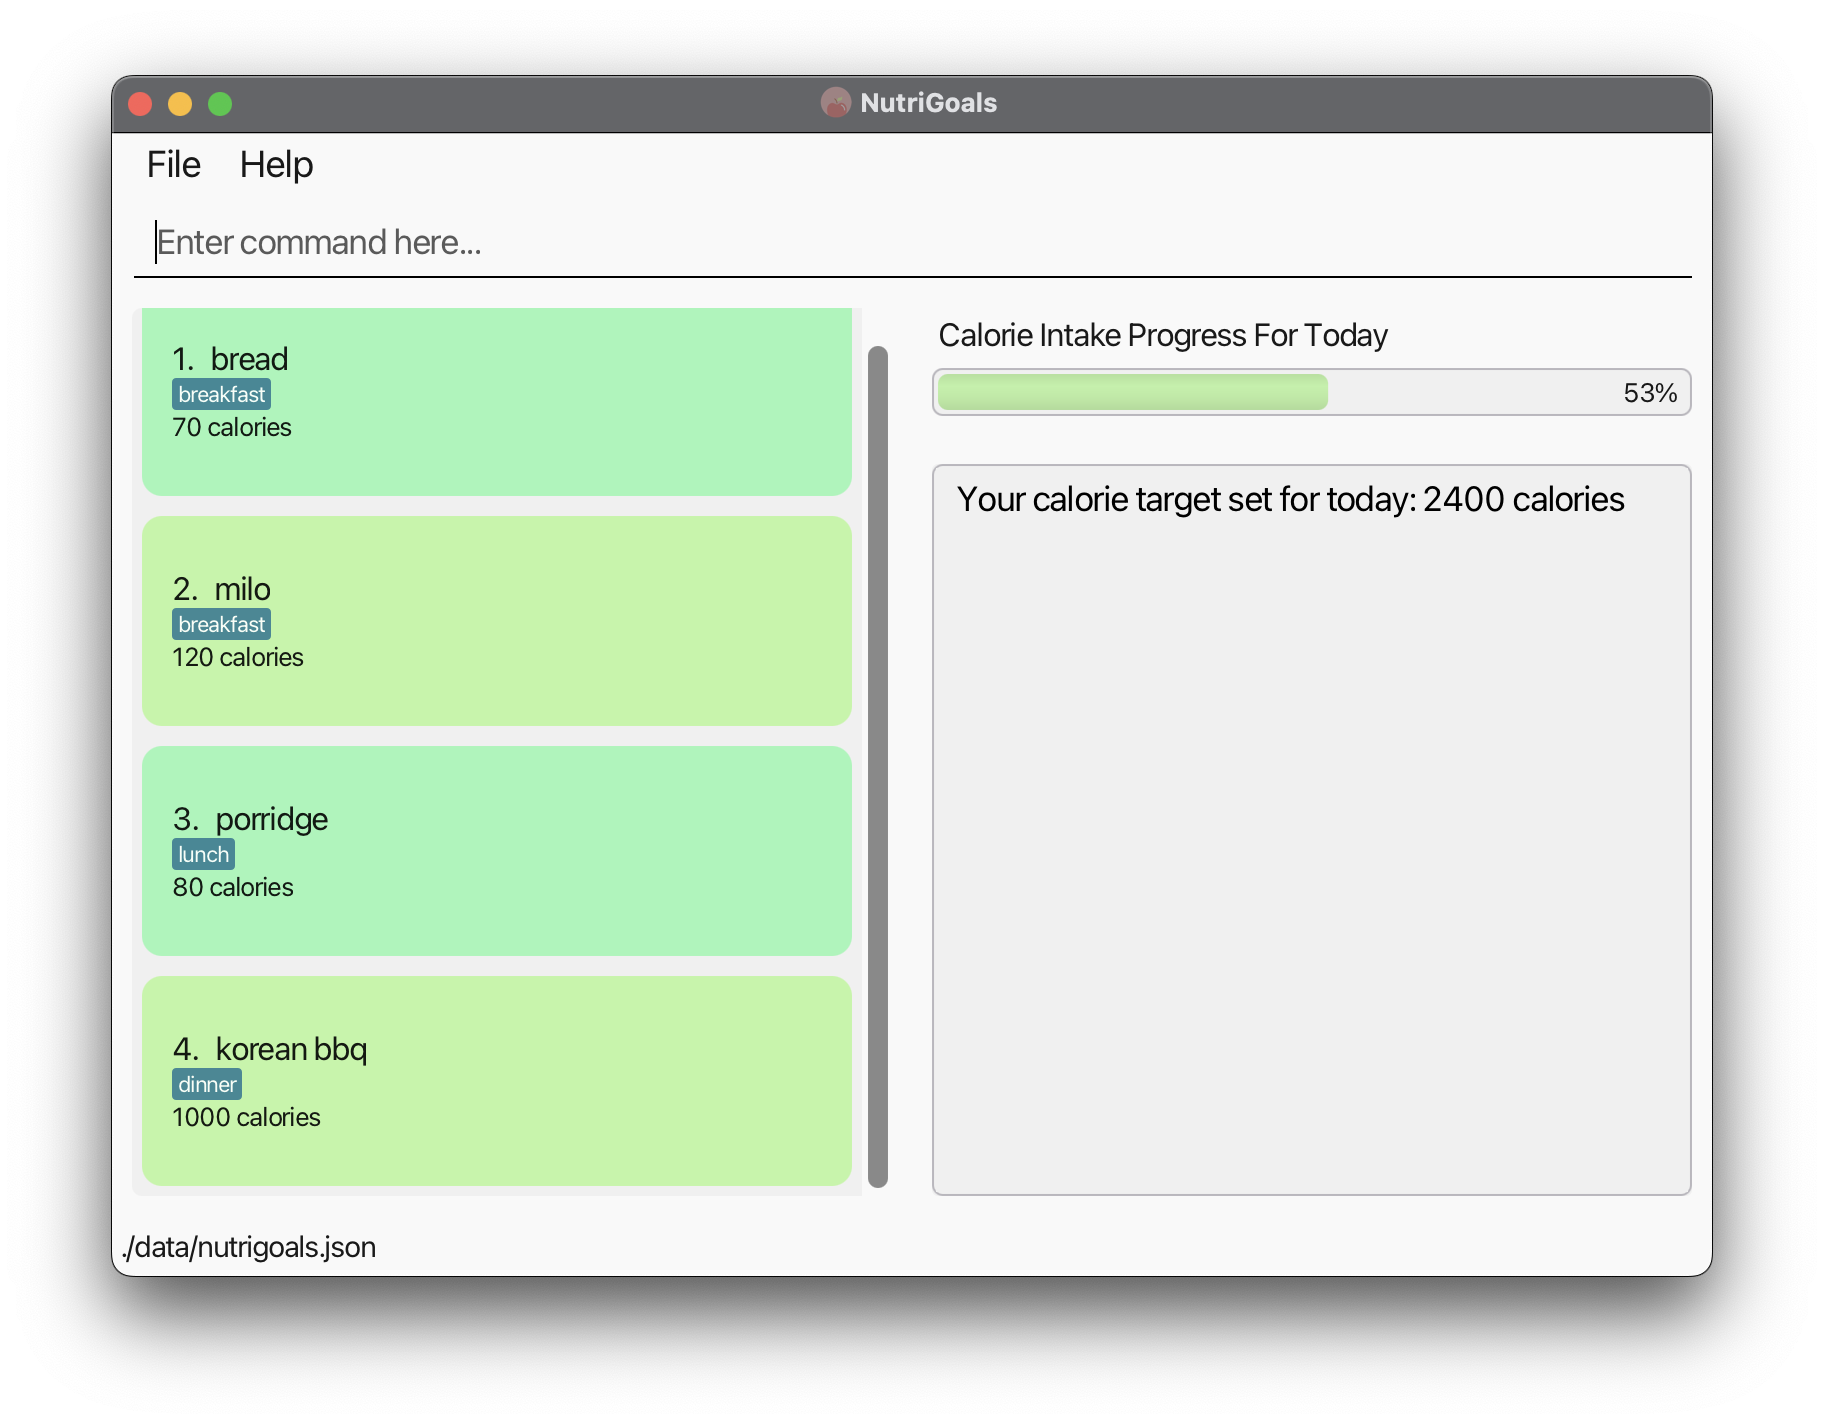 NutriGoals
File Help
Enter command here...
1. bread
breakfast
70 calories
2. milo
breakfast
120 calories
3. porridge
lunch
80 calories
4. korean bbq
dinner
1000 calories
Calorie Intake Progress For Today
53%
Your calorie target set for today: 2400 calories
./data/nutrigoals.json